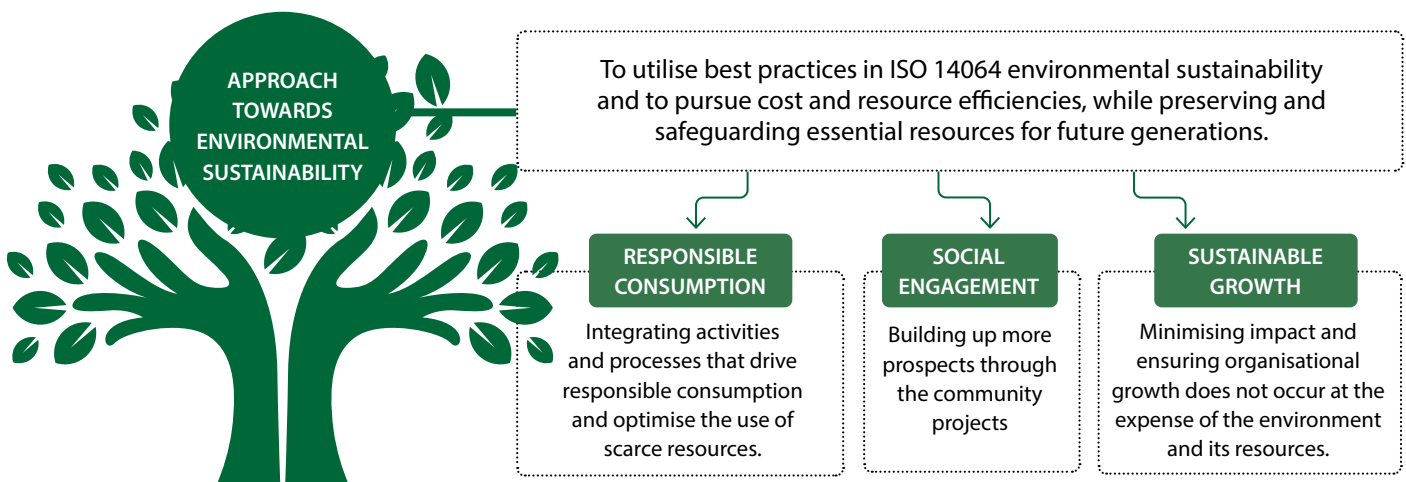 APPROACH
TOWARDS
ENVIRONMENTAL
SUSTAINABILITY
To utilise best practices in ISO 14064 environmental sustainability
and to pursue cost and resource efficiencies, while preserving and
safeguarding essential resources for future generations.
RESPONSIBLE
CONSUMPTION
Integrating activities
and processes that drive
responsible consumption
and optimise the use of
scarce resources.
SOCIAL
ENGAGEMENT
Building up more
prospects through
the community
projects
SUSTAINABLE
GROWTH
Minimising impact and
ensuring organisational
growth does not occur at the
expense of the environment
and its resources.